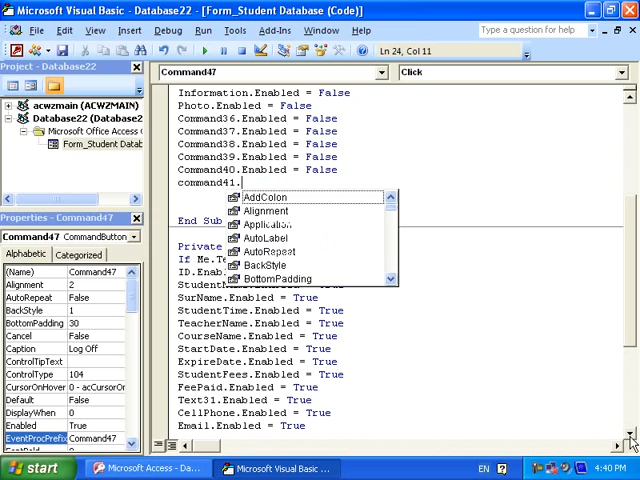 Microsoft Visual Basic - Database22 - [Form_Student Database (Code)]
File Edit View Insert Debug Run Tools Add-Ins Window Help
Type a question for help
Ln 24, Col 11
Project - Database22
acwzmain (ACWZMAIN)
Database22 (Databas
Microsoft Office Access C
Form_Student Datab
Properties - Command47
Command47 CommandButton
Alphabetic Categorized
(Name) Command47
Alignment 2
AutoRepeat False
BackStyle 1
BottomPadding 30
Cancel False
Caption Log Off
ControlTipText
ControlType 104
CursorOnHover 0 - acCursorOn
Default False
DisplayWhen 0
Enabled True
EventProcPrefix Command47
Command47 Click
Information.Enabled = False
Photo.Enabled = False
Command36.Enabled = False
Command37.Enabled = False
Command38.Enabled = False
Command39.Enabled = False
Command40.Enabled = False
command41.
AddColon
Alignment
Application
AutoLabel
AutoRepeat
BackStyle
BottomPadding
End Sub
Private
If Me.Te
ID.Enabl
SurName.Enabled = True
StudentTime.Enabled = True
TeacherName.Enabled = True
CourseName.Enabled = True
StartDate.Enabled = True
ExpireDate.Enabled = True
StudentFees.Enabled = True
FeePaid.Enabled = True
Text31.Enabled = True
CellPhone.Enabled = True
Email.Enabled = True
start
Microsoft Access - Da...
Microsoft Visual Basic ...
EN
4:40 PM